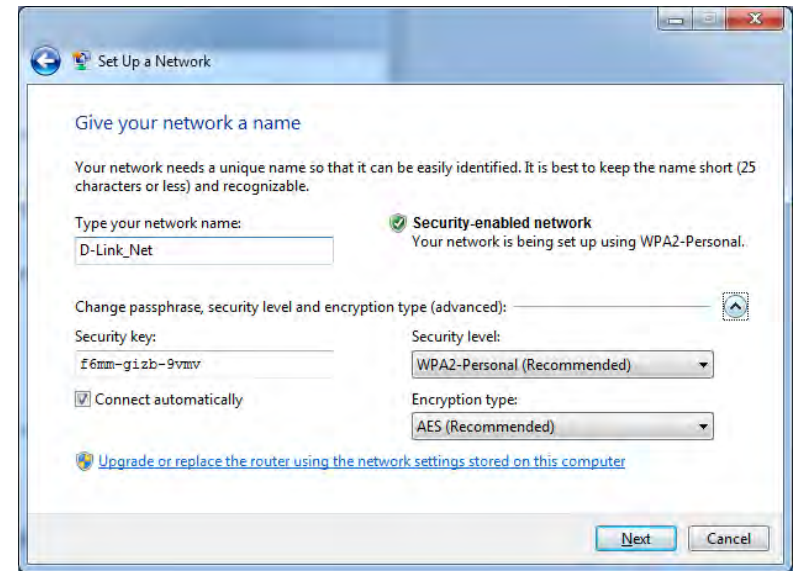 Set Up a Network
Give your network a name
Your network needs a unique name so that it can be easily identified. It is best to keep the name short (25
characters or less) and recognizable.
Type your network name:
D-Link_Net
Security-enabled network
Your network is being set up using WPA2-Personal.
Change passphrase, security level and encryption type (advanced):
Security key:
f6mm-gizb-9vmv
Security level:
WPA2-Personal (Recommended)
Connect automatically
Encryption type:
AES (Recommended)
Upgrade or replace the router using the network settings stored on this computer
Next
Cancel